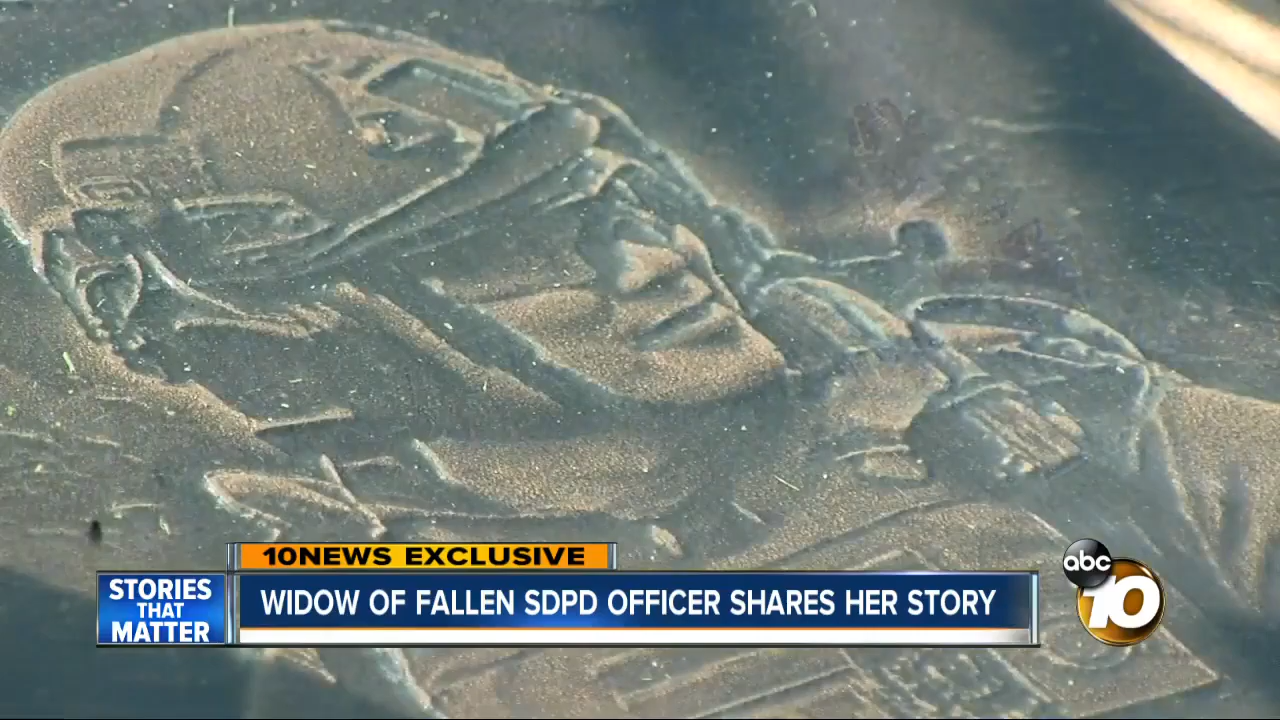 10NEWS EXCLUSIVE
STORIES
THAT
MATTER
WIDOW OF FALLEN SDPD OFFICER SHARES HER STORY
abc
10